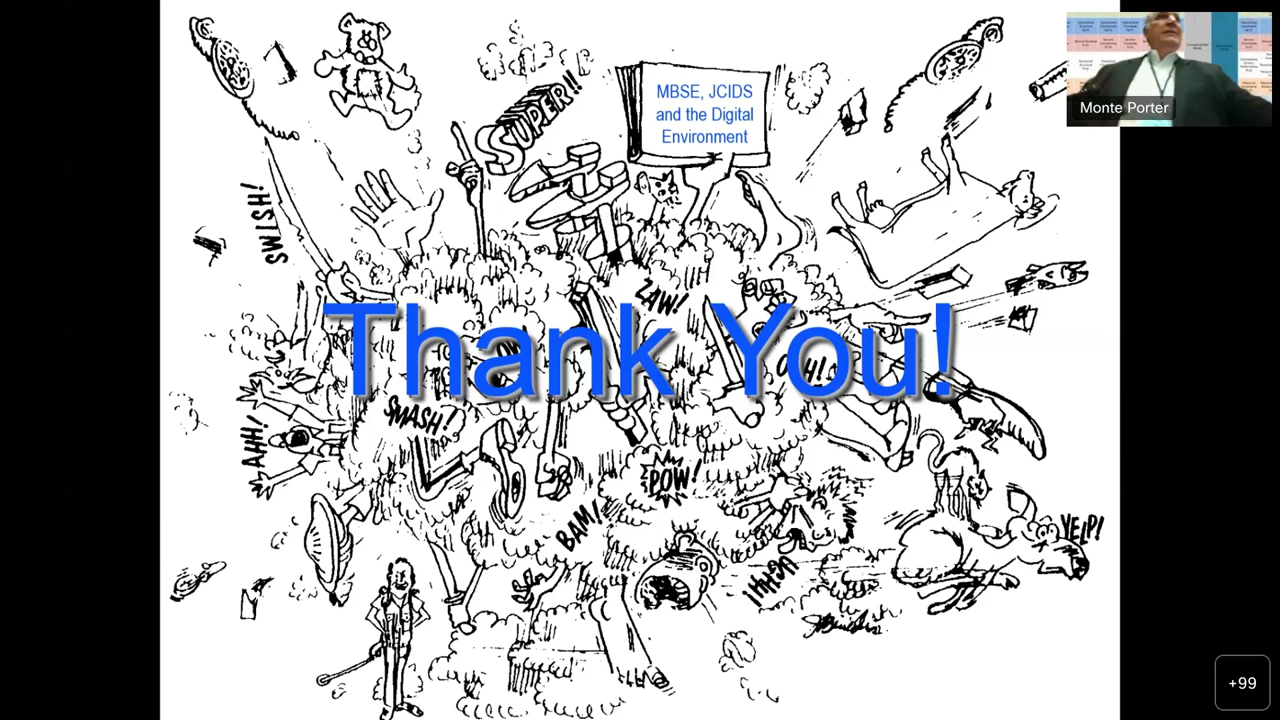 SUPER!!
MBSE, JCIDS
and the Digital
Environment
Monte Porter
SWISH!
ZAW!
Thank You!
SMASH!
AHH!
POW!
BAM!
YELP!
UGHH!
+99